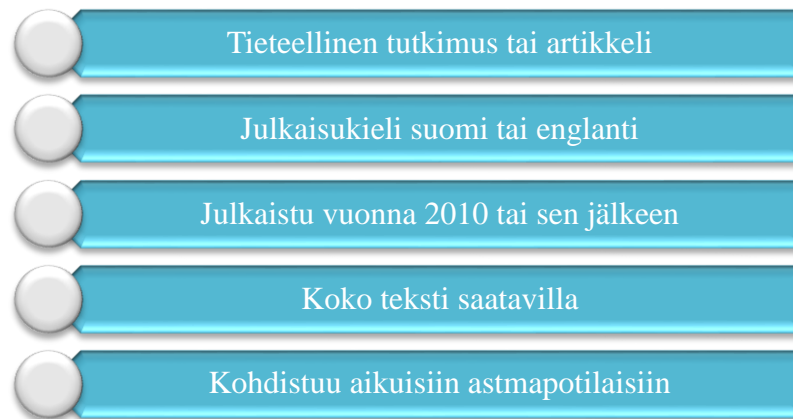 Tieteellinen tutkimus tai artikkeli
Julkaisukieli suomi tai englanti
Julkaistu vuonna 2010 tai sen jälkeen
Koko teksti saatavilla
Kohdistuu aikuisiin astmapotilaisiin